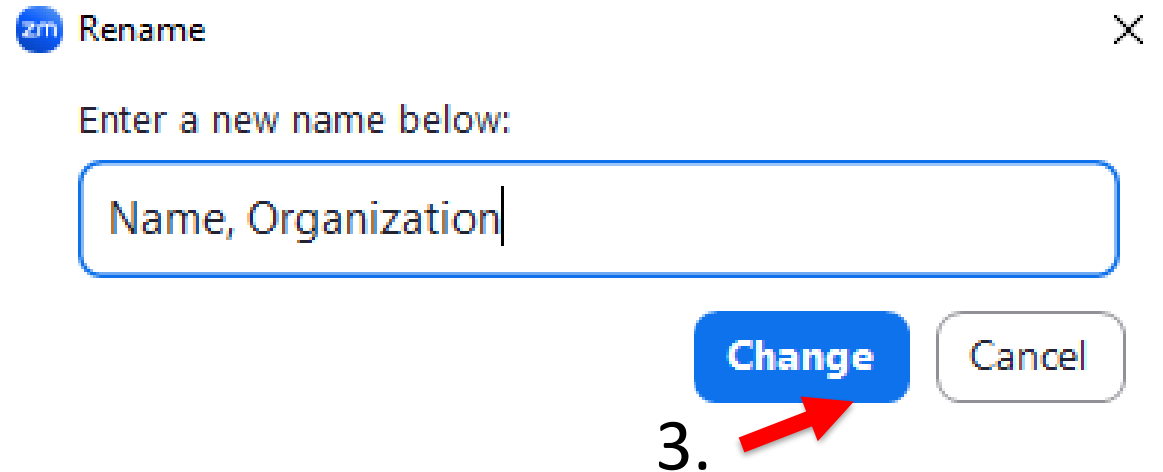 zm Rename
Enter a new name below:
Name, Organization
Change Cancel
3.